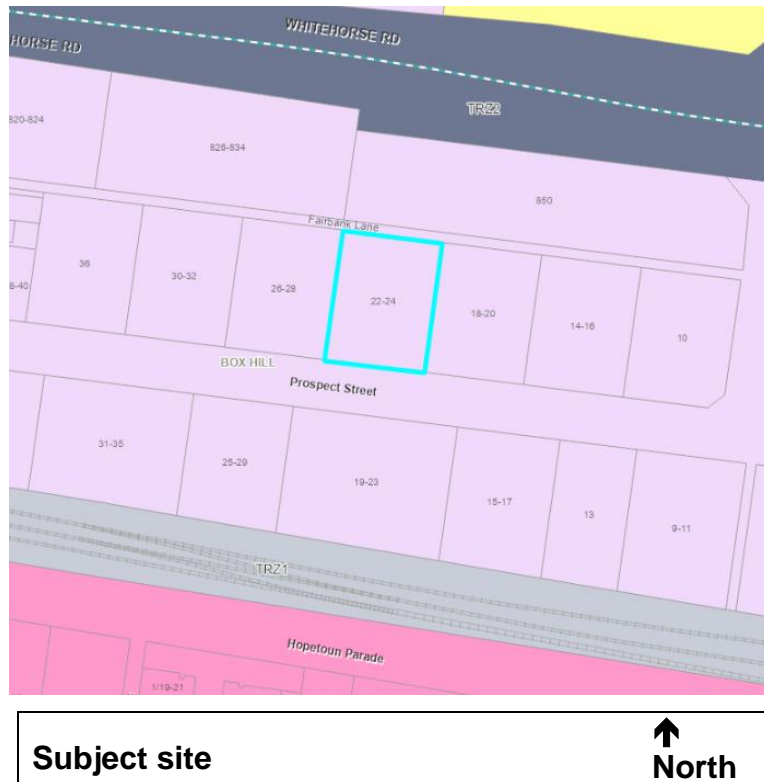 WHITEHORSE RD
HORSE RD
TRZ2
820-824
826-834
850
Fairbank Lane
36
30-32
26-28
22-24
18-20
14-16
10
8-40
BOX HILL
Prospect Street
31-35
25-29
19-23
15-17
13
9-11
TRZ1
Hopetoun Parade
1/19-21
Subject site
North